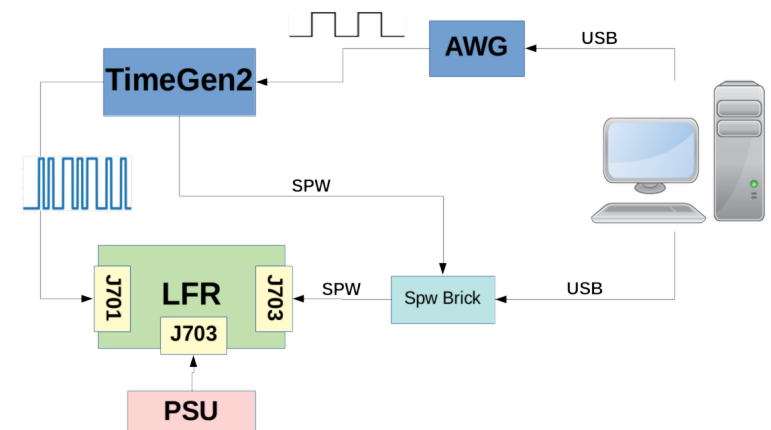 AWG
USB
TimeGen2
SPW
J701
LFR
J703
SPW
Spw Brick
USB
J703
PSU